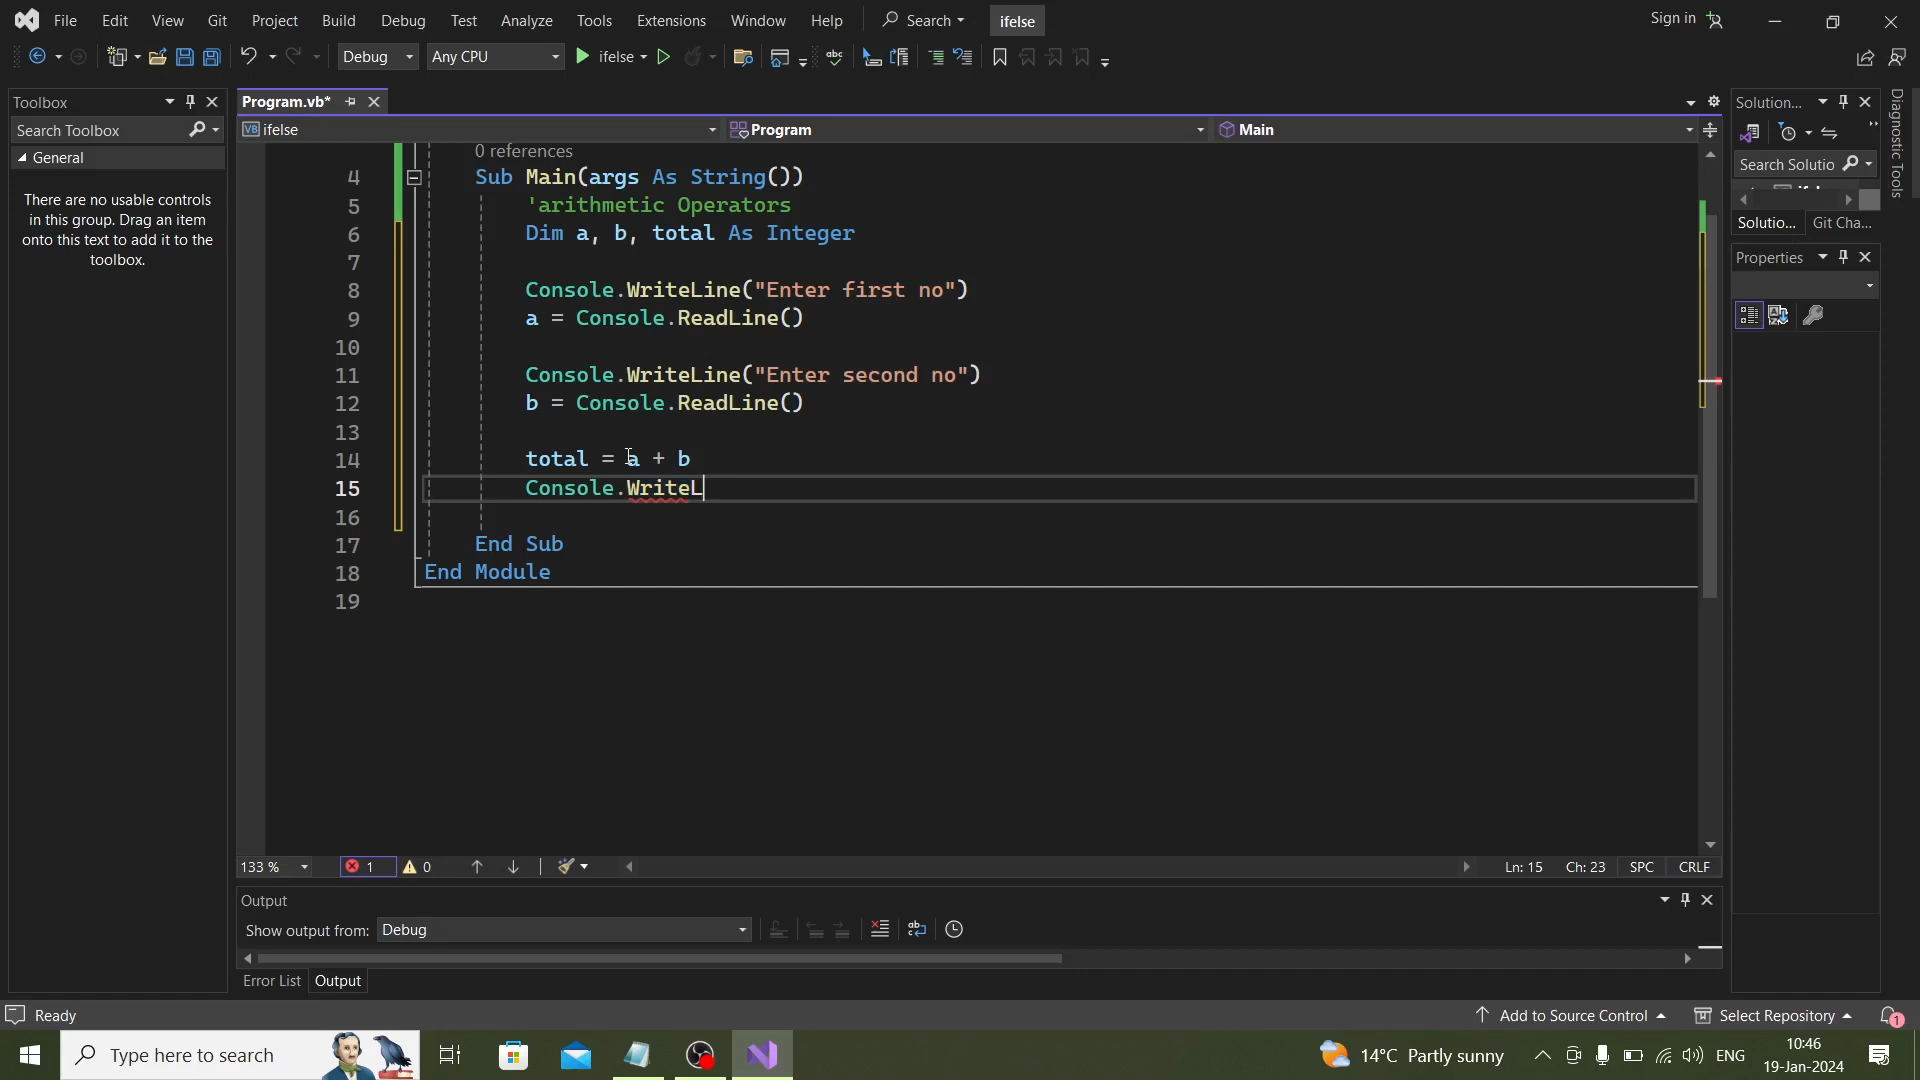 File Edit View Git Project Build Debug Test Analyze Tools Extensions Window Help Search ifelse Sign in
Debug Any CPU ifelse
Toolbox
Search Toolbox
General
There are no usable controls
in this group. Drag an item
onto this text to add it to the
toolbox.
Program.vb*
VB ifelse Program Main
0 references
4 Sub Main(args As String())
5 'arithmetic Operators
6 Dim a, b, total As Integer
7
8 Console.WriteLine("Enter first no")
9 a = Console.ReadLine()
10
11 Console.WriteLine("Enter second no")
12 b = Console.ReadLine()
13
14 total = a + b
15 Console.WriteL
16
17 End Sub
18 End Module
19
133 % 1 0 Ln: 15 Ch: 23 SPC CRLF
Output
Show output from: Debug
Error List Output
Solution...
Search Solutio
Solutio... Git Cha...
Properties
Diagnostic Tools
Ready Add to Source Control Select Repository 1
Type here to search 14°C Partly sunny ENG 10:46
19-Jan-2024